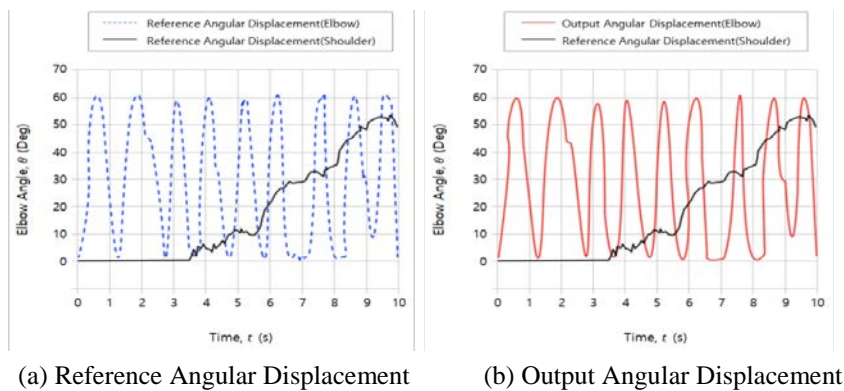 Reference Angular Displacement(Elbow)
Reference Angular Displacement(Shoulder)
70
60
50
40
30
20
10
0
Elbow Angle, θ (Deg)
0 1 2 3 4 5 6 7 8 9 10
Time, t (s)
(a) Reference Angular Displacement
Output Angular Displacement(Elbow)
Reference Angular Displacement(Shoulder)
70
60
50
40
30
20
10
0
Elbow Angle, θ (Deg)
0 1 2 3 4 5 6 7 8 9 10
Time, t (s)
(b) Output Angular Displacement